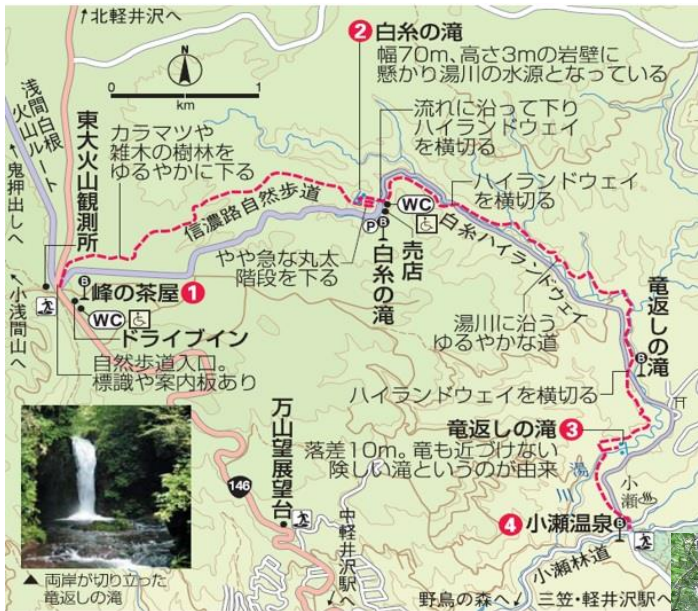 ↑北軽井沢へ
0
km
1
浅間白根
火山ルート
↑鬼押出しへ
東大火山観測所
カラマツや
雑木の樹林を
ゆるやかに下る
信濃路自然歩道
2 白糸の滝
幅70m、高さ3mの岩壁に
懸かり湯川の水源となっている
流れに沿って下り
ハイランドウェイ
を横切る
ハイランドウェイ
を横切る
WC
P
B
売店
白糸の滝
白糸ハイランドウェイ
やや急な丸太
階段を下る
↑小浅間山へ
B
峰の茶屋 1
WC
ドライブイン
自然歩道入口。
標識や案内板あり
湯川に沿う
ゆるやかな道
竜返しの滝
B
ハイランドウェイを横切る
竜返しの滝 3
落差10m。竜も近づけない
険しい滝というのが由来
万山望展望台
146
湯川
小瀬
4 小瀬温泉
B
中軽井沢駅へ
小瀬林道
野鳥の森へ
三笠・軽井沢駅へ
▲ 両岸が切り立った
竜返しの滝